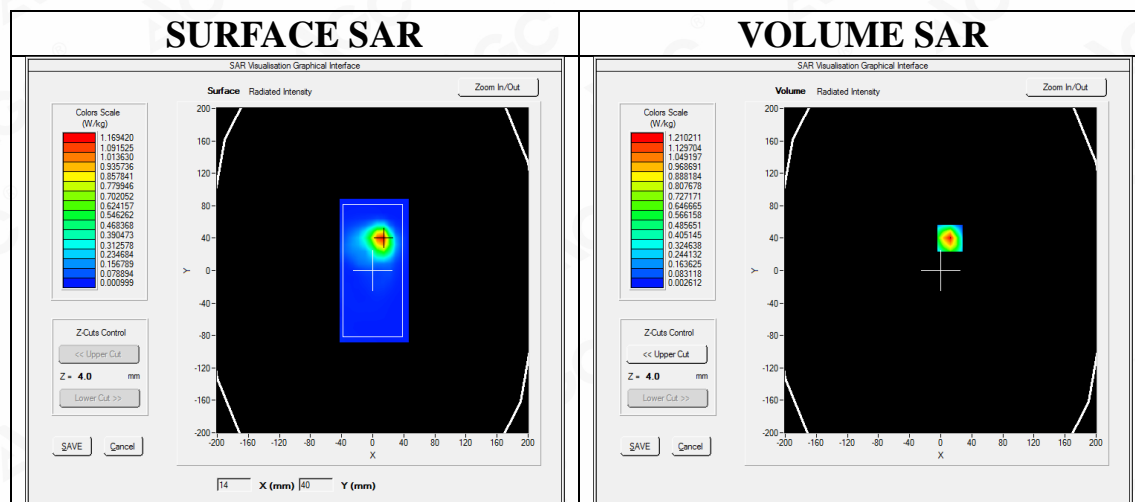 SURFACE SAR
SAR Visualisation Graphical Interface
Surface Radiated Intensity
Zoom In/Out
Colors Scale
(W/kg)
1.169420
1.091525
1.013630
0.935736
0.857841
0.779946
0.702052
0.624157
0.546262
0.468368
0.390473
0.312578
0.234684
0.156789
0.078894
0.000999
Z-Cuts Control
<< Upper Cut
Z = 4.0 mm
Lower Cut >>
SAVE Cancel
200
160
120
80
40
0
-40
-80
-120
-160
-200
Y
-200 -160 -120 -80 -40 0 40 80 120 160 200
X
14 X (mm) 40 Y (mm)
VOLUME SAR
SAR Visualisation Graphical Interface
Volume Radiated Intensity
Zoom In/Out
Colors Scale
(W/kg)
1.210211
1.129704
1.049197
0.968691
0.888184
0.807678
0.727171
0.646665
0.566158
0.485651
0.405145
0.324638
0.244132
0.163625
0.083118
0.002612
Z-Cuts Control
<< Upper Cut
Z = 4.0 mm
Lower Cut >>
SAVE Cancel
200
160
120
80
40
0
-40
-80
-120
-160
-200
Y
-200 -160 -120 -80 -40 0 40 80 120 160 200
X